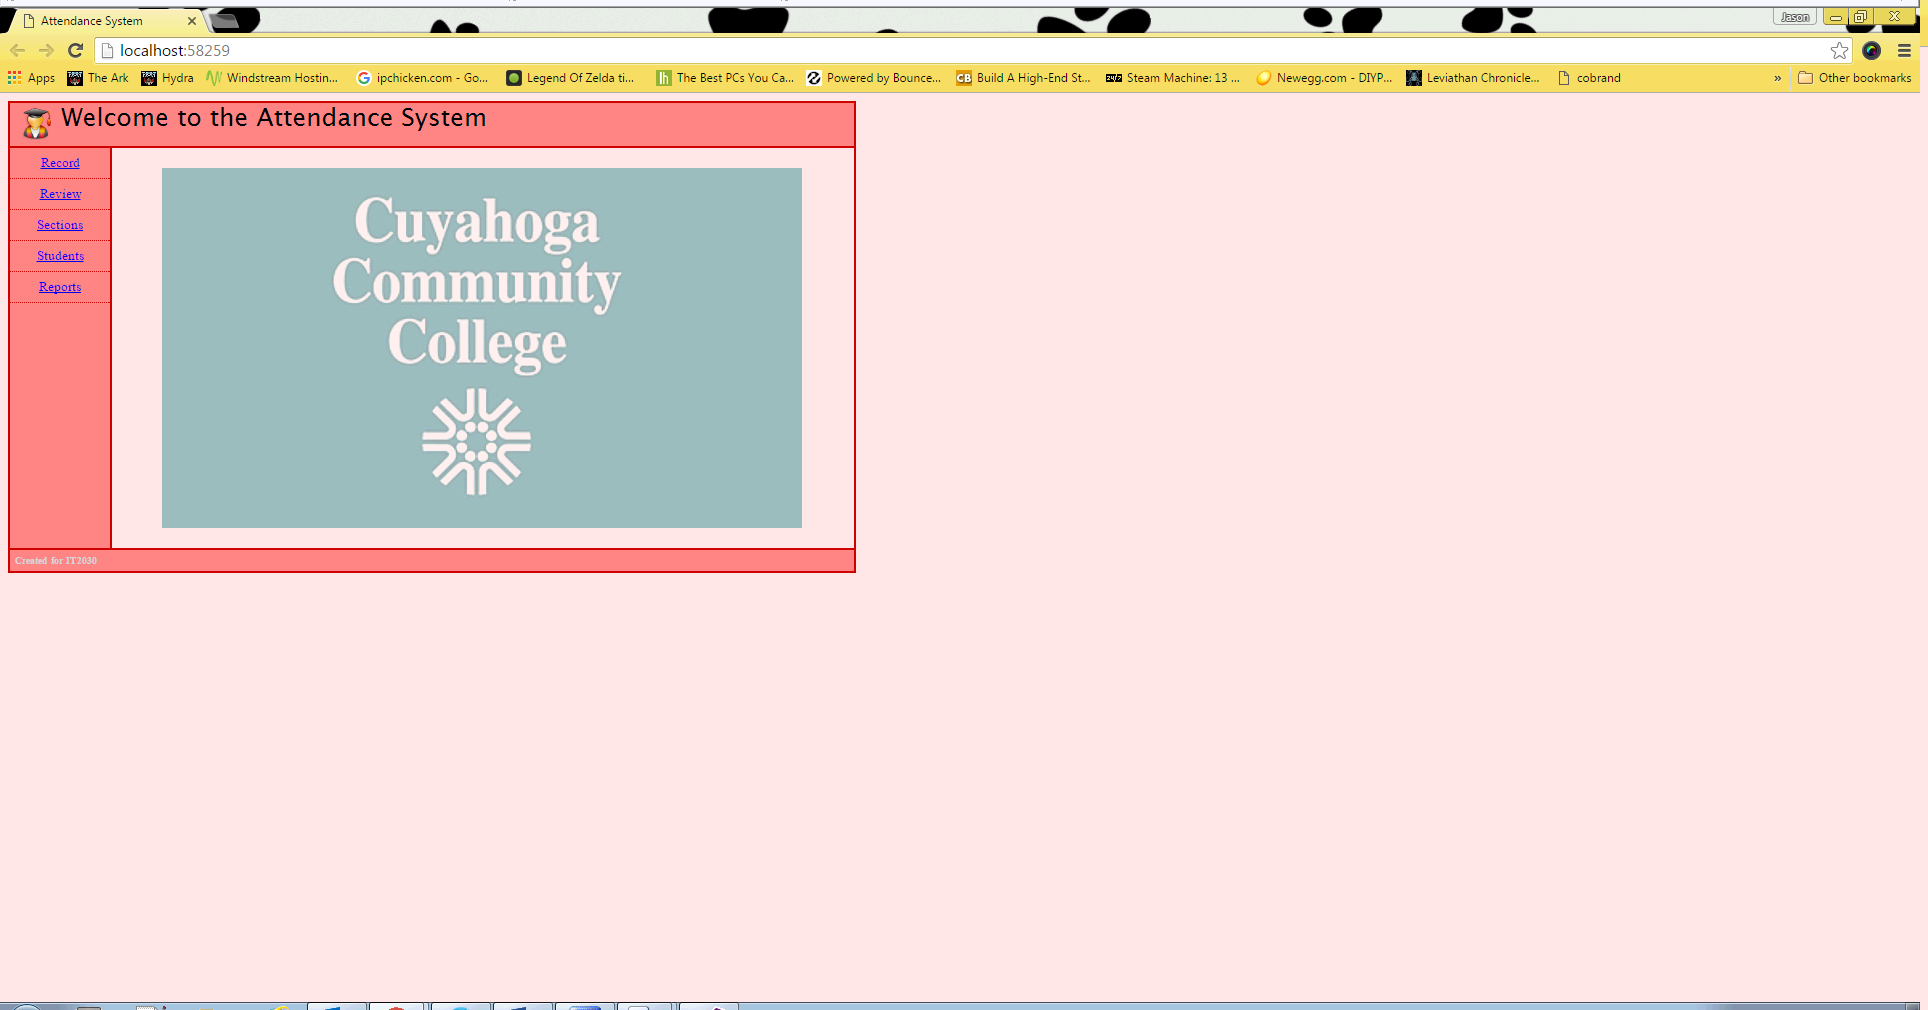 Attendance System
Jason
localhost:58259
Apps
The Ark
Hydra
Windstream Hostin...
ipchicken.com - Go...
Legend Of Zelda ti...
The Best PCs You Ca...
Powered by Bounce...
Build A High-End St...
Steam Machine: 13 ...
Newegg.com - DIYP...
Leviathan Chronicle...
cobrand
»
Other bookmarks
Welcome to the Attendance System
Record
Review
Sections
Students
Reports
Cuyahoga
Community
College
Created for IT2030